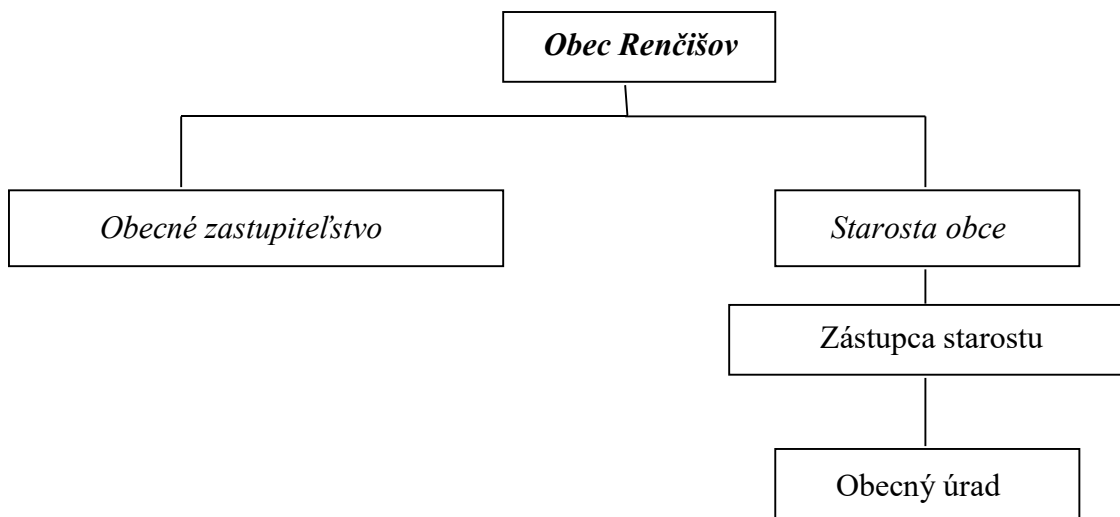 Obec Renčišov
Obecné zastupiteľstvo
Starosta obce
Zástupca starostu
Obecný úrad